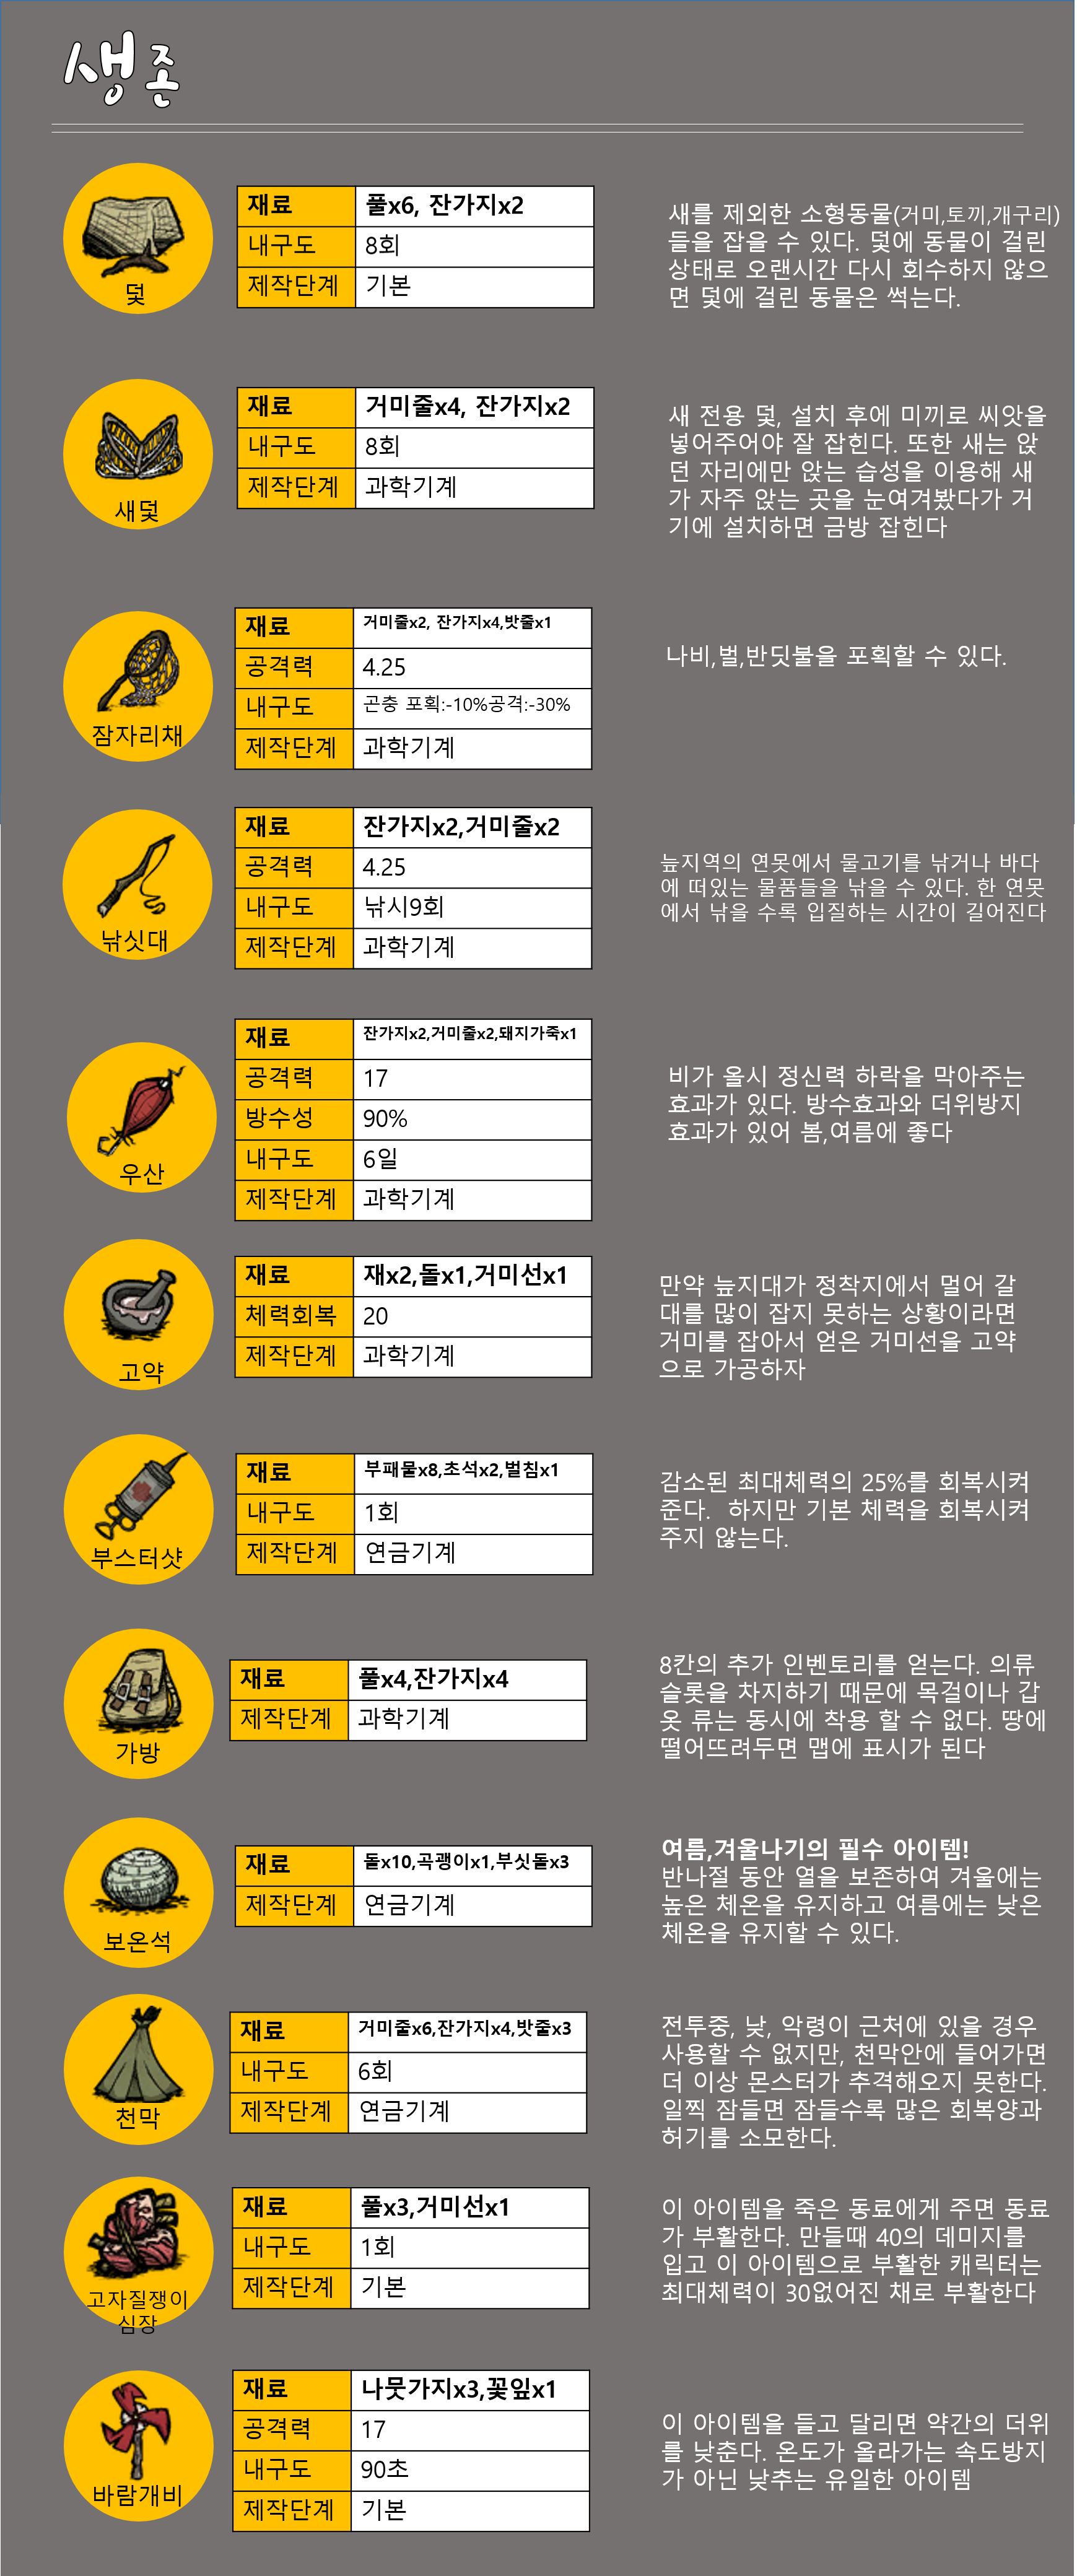 생존
덫
재료 풀x6, 잔가지x2
내구도 8회
제작단계 기본
새를 제외한 소형동물(거미,토끼,개구리)
들을 잡을 수 있다. 덫에 동물이 걸린
상태로 오랜시간 다시 회수하지 않으
면 덫에 걸린 동물은 썩는다.
새덫
재료 거미줄x4, 잔가지x2
내구도 8회
제작단계 과학기계
새 전용 덫, 설치 후에 미끼로 씨앗을
넣어주어야 잘 잡힌다. 또한 새는 앉
던 자리에만 앉는 습성을 이용해 새
가 자주 앉는 곳을 눈여겨봤다가 거
기에 설치하면 금방 잡힌다
잠자리채
재료 거미줄x2, 잔가지x4,밧줄x1
공격력 4.25
내구도 곤충 포획:-10%공격:-30%
제작단계 과학기계
나비,벌,반딧불을 포획할 수 있다.
낚싯대
재료 잔가지x2,거미줄x2
공격력 4.25
내구도 낚시9회
제작단계 과학기계
늪지역의 연못에서 물고기를 낚거나 바다
에 떠있는 물품들을 낚을 수 있다. 한 연못
에서 낚을 수록 입질하는 시간이 길어진다
우산
재료 잔가지x2,거미줄x2,돼지가죽x1
공격력 17
방수성 90%
내구도 6일
제작단계 과학기계
비가 올시 정신력 하락을 막아주는
효과가 있다. 방수효과와 더위방지
효과가 있어 봄,여름에 좋다
고약
재료 재x2,돌x1,거미선x1
체력회복 20
제작단계 과학기계
만약 늪지대가 정착지에서 멀어 갈
대를 많이 잡지 못하는 상황이라면
거미를 잡아서 얻은 거미선을 고약
으로 가공하자
부스터샷
재료 부패물x8,초석x2,벌침x1
내구도 1회
제작단계 연금기계
감소된 최대체력의 25%를 회복시켜
준다. 하지만 기본 체력을 회복시켜
주지 않는다.
가방
재료 풀x4,잔가지x4
제작단계 과학기계
8칸의 추가 인벤토리를 얻는다. 의류
슬롯을 차지하기 때문에 목걸이나 갑
옷 류는 동시에 착용 할 수 없다. 땅에
떨어뜨려두면 맵에 표시가 된다
보온석
재료 돌x10,곡괭이x1,부싯돌x3
제작단계 연금기계
여름,겨울나기의 필수 아이템!
반나절 동안 열을 보존하여 겨울에는
높은 체온을 유지하고 여름에는 낮은
체온을 유지할 수 있다.
천막
재료 거미줄x6,잔가지x4,밧줄x3
내구도 6회
제작단계 연금기계
전투중, 낮, 악령이 근처에 있을 경우
사용할 수 없지만, 천막안에 들어가면
더 이상 몬스터가 추격해오지 못한다.
일찍 잠들면 잠들수록 많은 회복양과
허기를 소모한다.
고자질쟁이
심장
재료 풀x3,거미선x1
내구도 1회
제작단계 기본
이 아이템을 죽은 동료에게 주면 동료
가 부활한다. 만들때 40의 데미지를
입고 이 아이템으로 부활한 캐릭터는
최대체력이 30없어진 채로 부활한다
바람개비
재료 나뭇가지x3,꽃잎x1
공격력 17
내구도 90초
제작단계 기본
이 아이템을 들고 달리면 약간의 더위
를 낮춘다. 온도가 올라가는 속도방지
가 아닌 낮추는 유일한 아이템